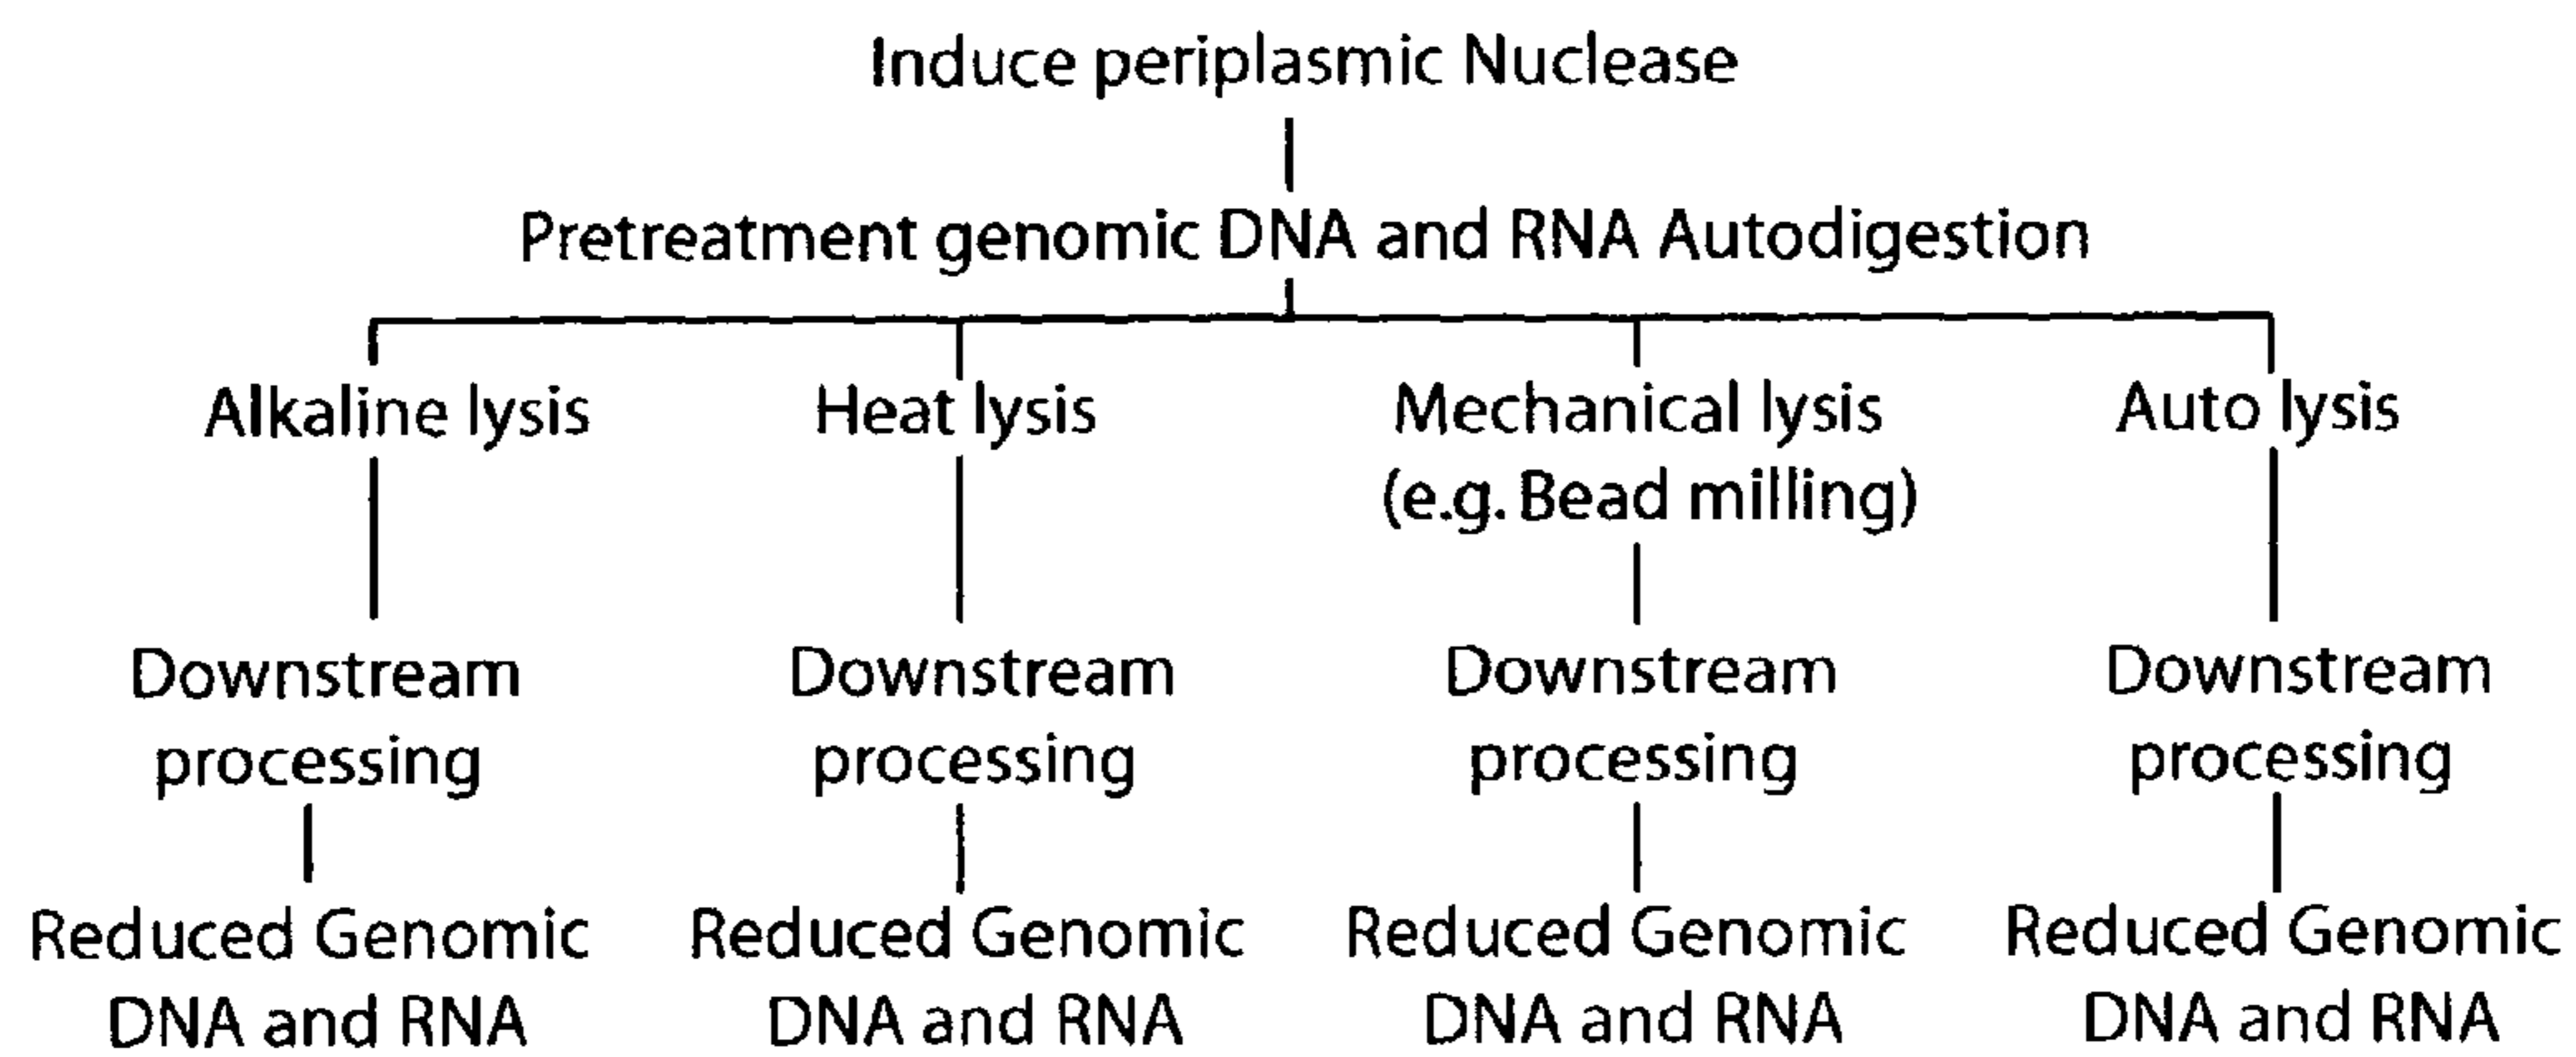 Induce periplasmic Nuclease
Pretreatment genomic DNA and RNA Autodigestion
Alkaline lysis
Heat lysis
Mechanical lysis
(e.g. Bead milling)
Auto lysis
Downstream
processing
Downstream
processing
Downstream
processing
Downstream
processing
Reduced Genomic
DNA and RNA
Reduced Genomic
DNA and RNA
Reduced Genomic
DNA and RNA
Reduced Genomic
DNA and RNA